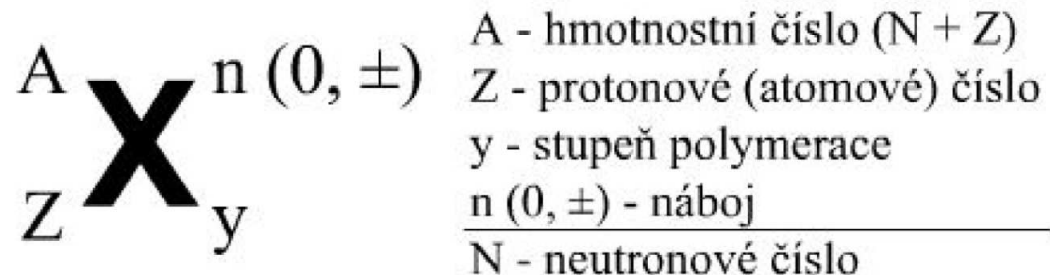 A X n (0, ±)
Z y
A - hmotnostní číslo (N + Z)
Z - protonové (atomové) číslo
y - stupeň polymerace
n (0, ±) - náboj
N - neutronové číslo